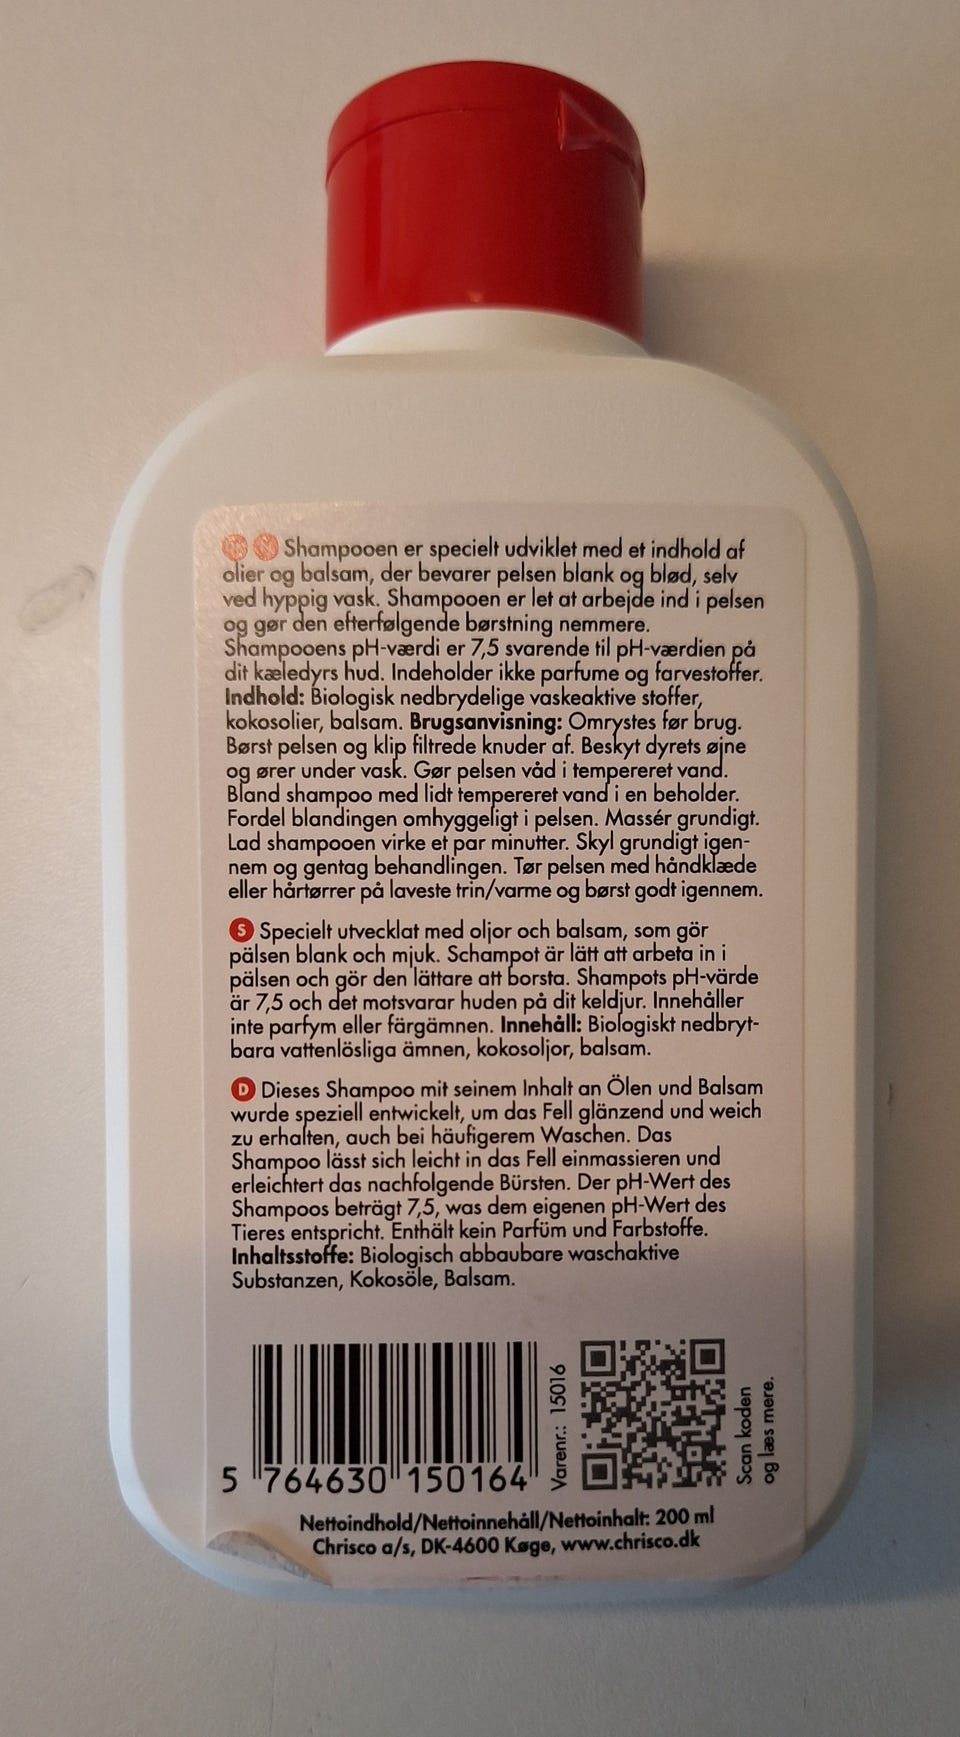 DK N Shampooen er specielt udviklet med et indhold af
olier og balsam, der bevarer pelsen blank og blød, selv
ved hyppig vask. Shampooen er let at arbejde ind i pelsen
og gør den efterfølgende børstning nemmere.
Shampooens pH-værdi er 7,5 svarende til pH-værdien på
dit kæledyrs hud. Indeholder ikke parfume og farvestoffer.
Indhold: Biologisk nedbrydelige vaskeaktive stoffer,
kokosolier, balsam. Brugsanvisning: Omrystes før brug.
Børst pelsen og klip filtrede knuder af. Beskyt dyrets øjne
og ører under vask. Gør pelsen våd i tempereret vand.
Bland shampoo med lidt tempereret vand i en beholder.
Fordel blandingen omhyggeligt i pelsen. Massér grundigt.
Lad shampooen virke et par minutter. Skyl grundigt igen-
nem og gentag behandlingen. Tør pelsen med håndklæde
eller hårtørrer på laveste trin/varme og børst godt igennem.
S Specielt utvecklat med oljor och balsam, som gör
pälsen blank och mjuk. Schampot är lätt att arbeta in i
pälsen och gör den lättare att borsta. Shampots pH-värde
är 7,5 och det motsvarar huden på dit keldjur. Innehåller
inte parfym eller färgämnen. Innehåll: Biologiskt nedbryt-
bara vattenlösliga ämnen, kokosoljor, balsam.
D Dieses Shampoo mit seinem Inhalt an Ölen und Balsam
wurde speziell entwickelt, um das Fell glänzend und weich
zu erhalten, auch bei häufigerem Waschen. Das
Shampoo lässt sich leicht in das Fell einmassieren und
erleichtert das nachfolgende Bürsten. Der pH-Wert des
Shampoos beträgt 7,5, was dem eigenen pH-Wert des
Tieres entspricht. Enthält kein Parfüm und Farbstoffe.
Inhaltsstoffe: Biologisch abbaubare waschaktive
Substanzen, Kokosöle, Balsam.
5 764630 150164
Varenr.: 15016
Scan koden
og læs mere.
Nettoindhold/Nettoinnehåll/Nettoinhalt: 200 ml
Chrisco a/s, DK-4600 Køge, www.chrisco.dk